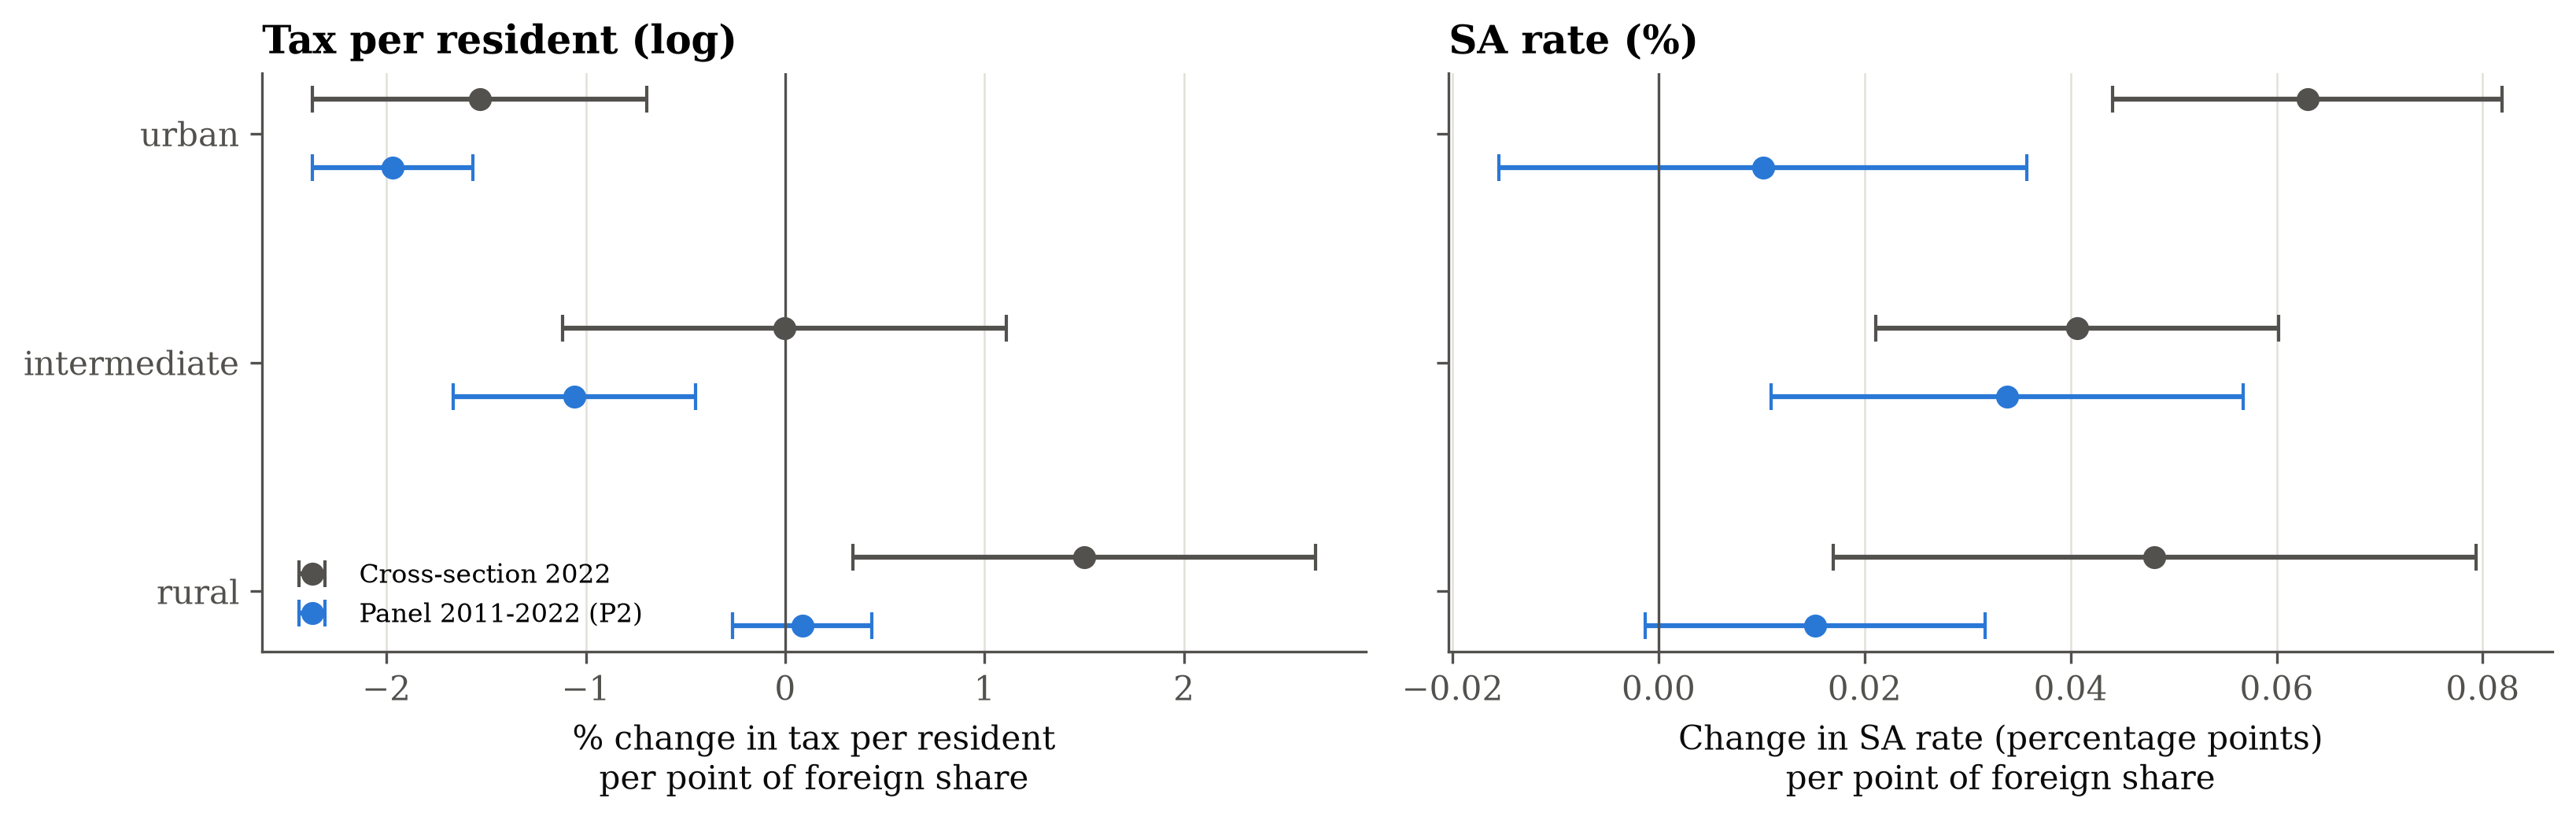 Tax per resident (log)
urban
intermediate
rural
Cross-section 2022
Panel 2011-2022 (P2)
−2
−1
0
1
2
% change in tax per resident
per point of foreign share
SA rate (%)
−0.02
0.00
0.02
0.04
0.06
0.08
Change in SA rate (percentage points)
per point of foreign share